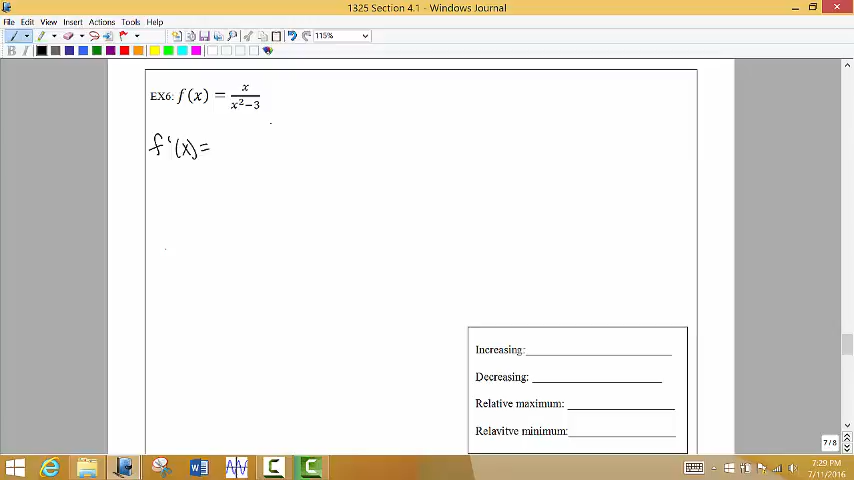 1325 Section 4.1 - Windows Journal
File Edit View Insert Actions Tools Help
115%
B I
EX6: f(x) = x/(x²−3)
f'(x)=
Increasing:
Decreasing:
Relative maximum:
Relavitve minimum:
7/8
7:29 PM
7/11/2016